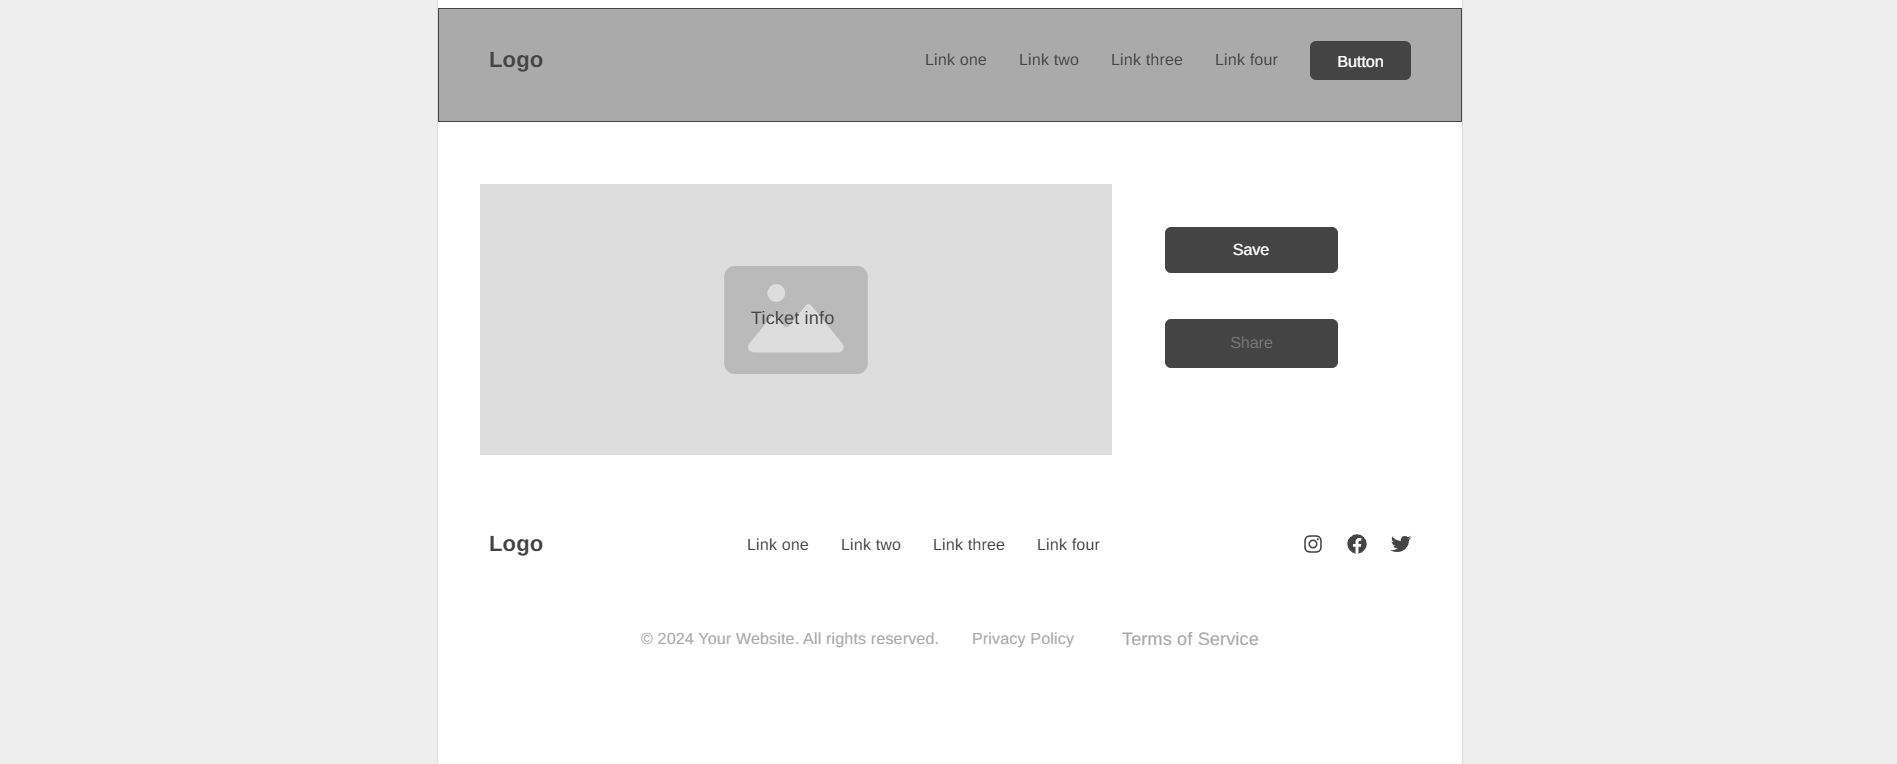 Logo
Link one Link two Link three Link four Button
Ticket info
Save
Share
Logo
Link one Link two Link three Link four
© 2024 Your Website. All rights reserved. Privacy Policy Terms of Service